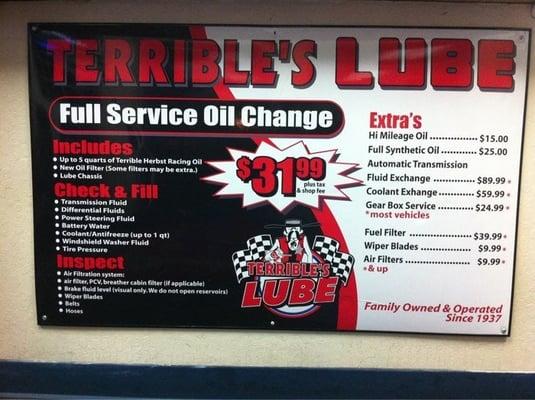 TERRIBLE'S LUBE
Full Service Oil Change
Includes
Up to 5 quarts of Terrible Herbst Racing Oil
New Oil Filter (Some filters may be extra.)
Lube Chassis
Check & Fill
Transmission Fluid
Differential Fluids
Power Steering Fluid
Battery Water
Coolant/Antifreeze (up to 1 qt)
Windshield Washer Fluid
Tire Pressure
Inspect
Air Filtration system:
air filter, PCV, breather cabin filter (if applicable)
Brake fluid level (visual only. We do not open reservoirs)
Wiper Blades
Belts
Hoses
$31.99
plus tax
& shop fee
TERRIBLE'S
LUBE
Extra's
Hi Mileage Oil ................ $15.00
Full Synthetic Oil ............ $25.00
Automatic Transmission
Fluid Exchange ............... $89.99*
Coolant Exhange ............ $59.99*
Gear Box Service ............ $24.99*
*most vehicles
Fuel Filter ...................... $39.99*
Wiper Blades .................. $9.99*
Air Filters ....................... $9.99*
*& up
Family Owned & Operated
Since 1937